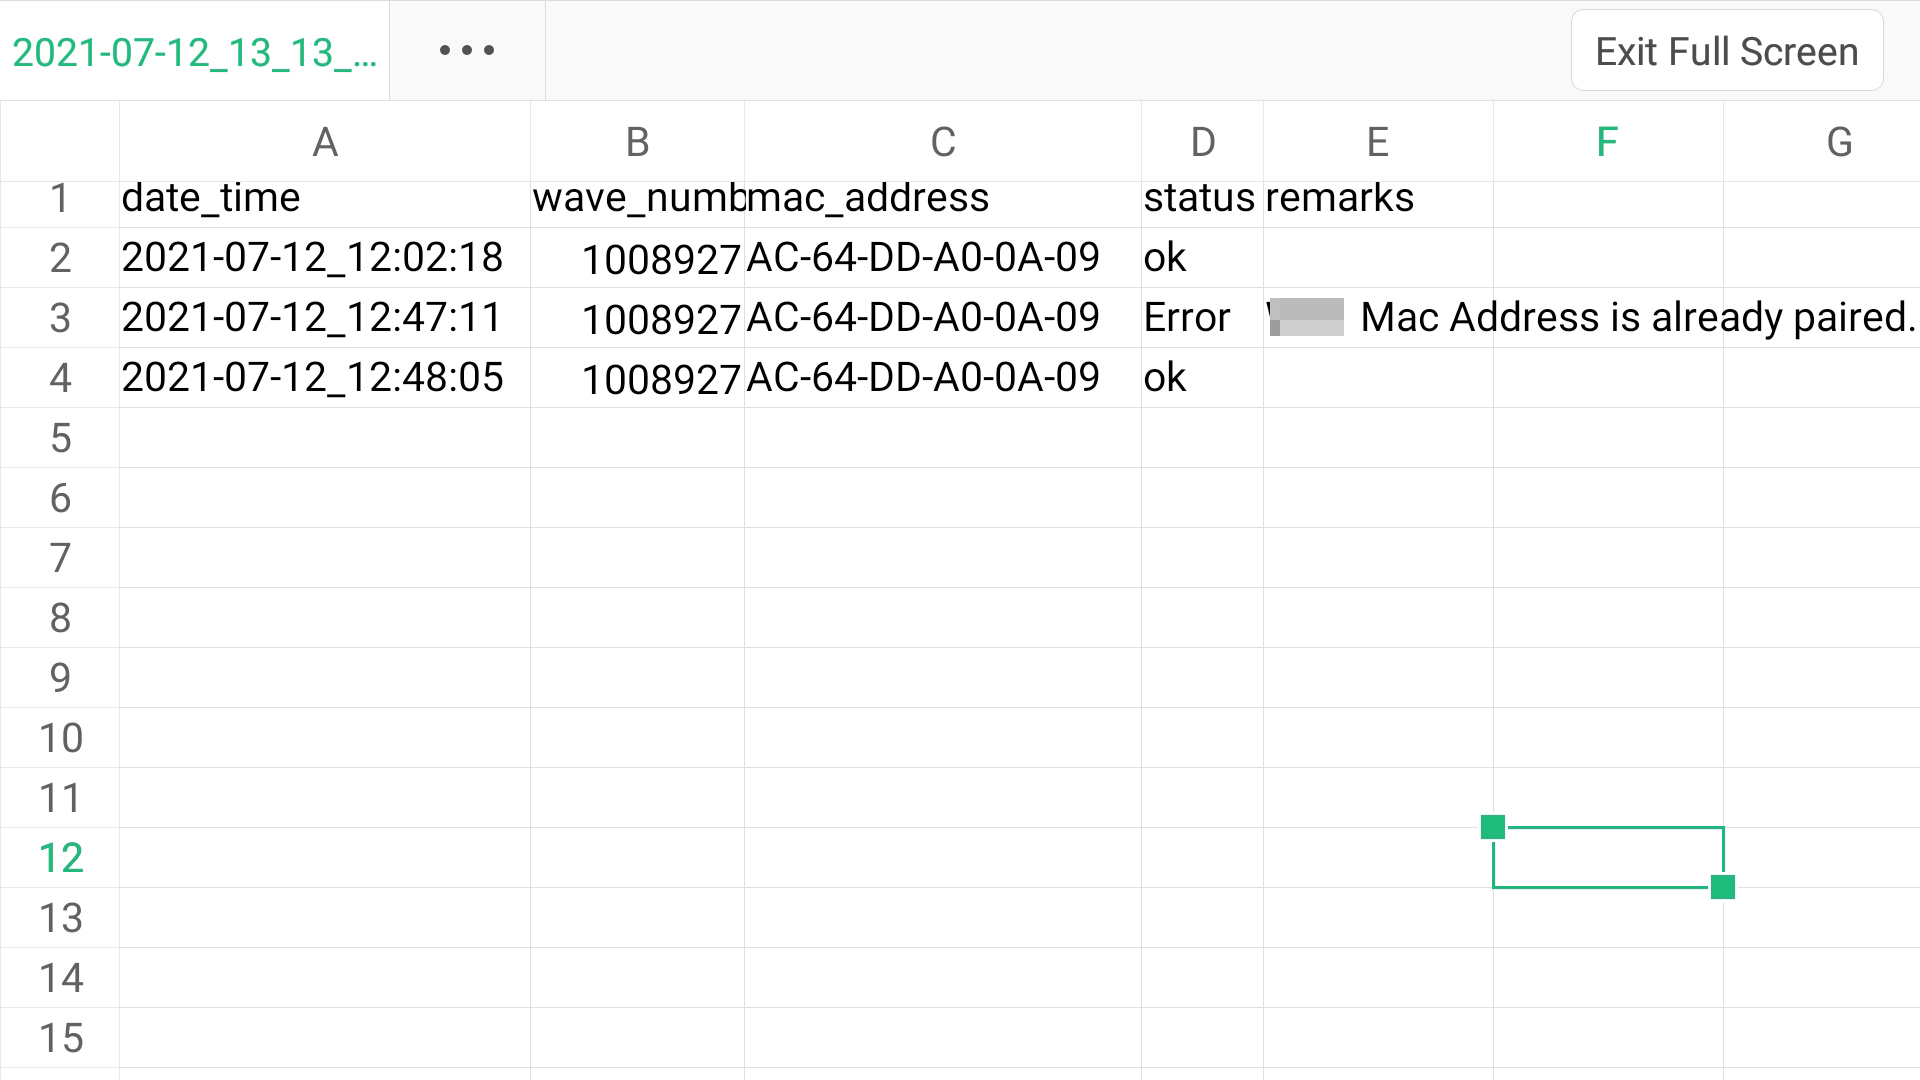 2021-07-12_13_13_... Exit Full Screen
A B C D E F G
1 date_time wave_numb mac_address status remarks
2 2021-07-12_12:02:18 1008927 AC-64-DD-A0-0A-09 ok
3 2021-07-12_12:47:11 1008927 AC-64-DD-A0-0A-09 Error Mac Address is already paired.
4 2021-07-12_12:48:05 1008927 AC-64-DD-A0-0A-09 ok
5
6
7
8
9
10
11
12
13
14
15